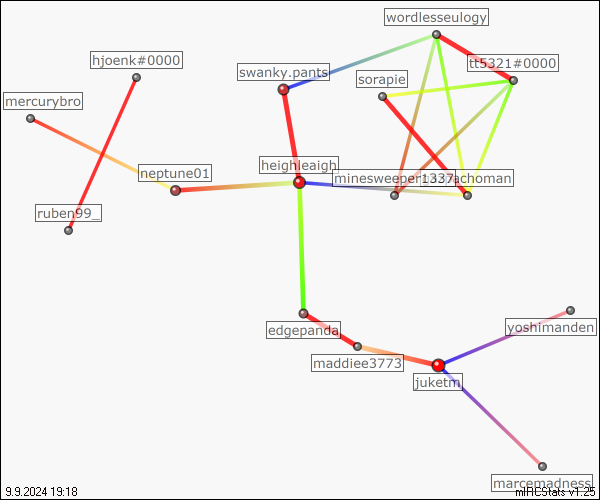 wordlesseulogy
hjoenk#0000
tt5321#0000
swanky.pants
sorapie
mercurybro
heighleaigh
neptune01
minesweeper1337
achoman
ruben99_
edgepanda
yoshimanden
maddiee3773
juketm
marcemadness
9.9.2024 19:18
mIRCStats v1.25